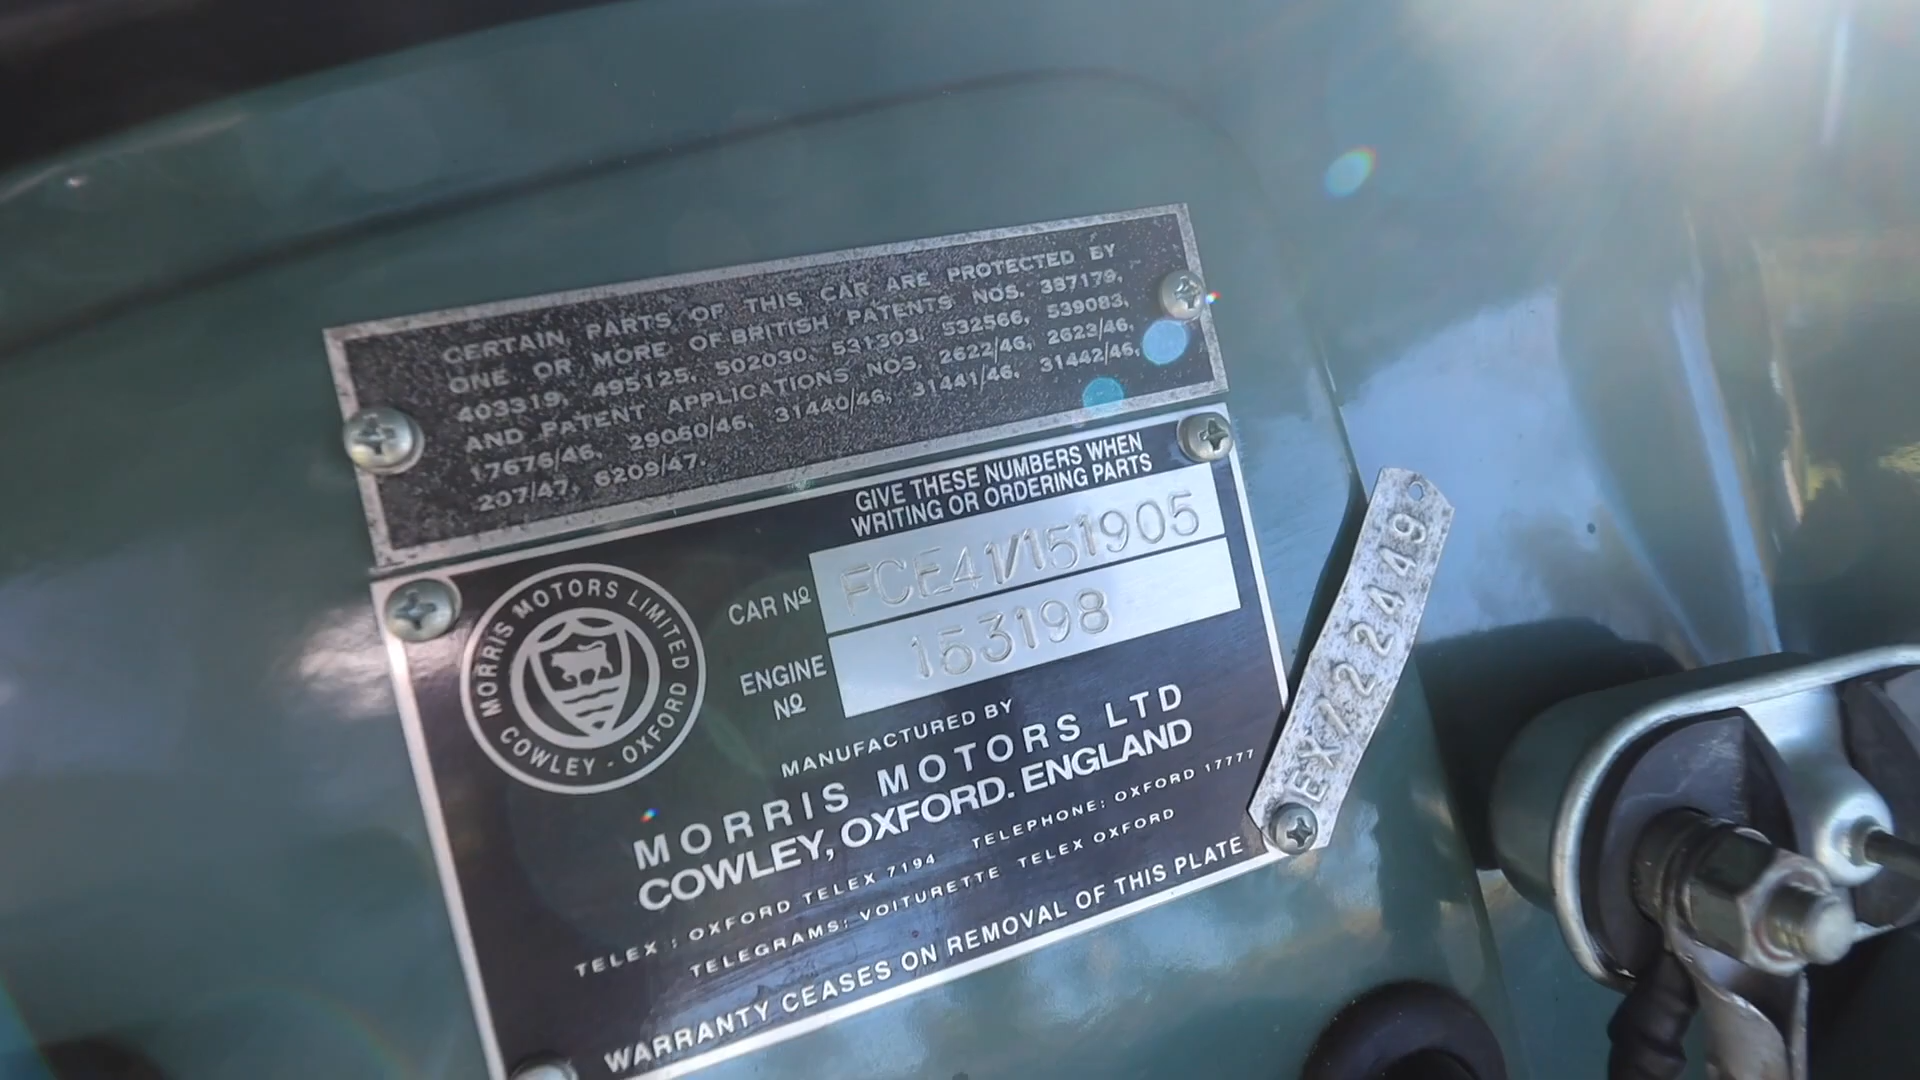 CERTAIN PARTS OF THIS CAR ARE PROTECTED BY
ONE OR MORE OF BRITISH PATENTS NOS. 387179,
403319, 495125, 502030, 531303, 532566, 539083,
AND PATENT APPLICATIONS NOS. 2622/46, 2623/46,
17676/46, 29060/46, 31440/46, 31441/46, 31442/46,
207/47, 6209/47.
GIVE THESE NUMBERS WHEN
WRITING OR ORDERING PARTS
CAR Nº FCE41/151905
ENGINE Nº 153198
MORRIS MOTORS LIMITED
COWLEY - OXFORD
MANUFACTURED BY
MORRIS MOTORS LTD
COWLEY, OXFORD. ENGLAND
TELEX : OXFORD TELEX 7194 TELEPHONE: OXFORD 17777
TELEGRAMS: VOITURETTE TELEX OXFORD
WARRANTY CEASES ON REMOVAL OF THIS PLATE
EX/722449